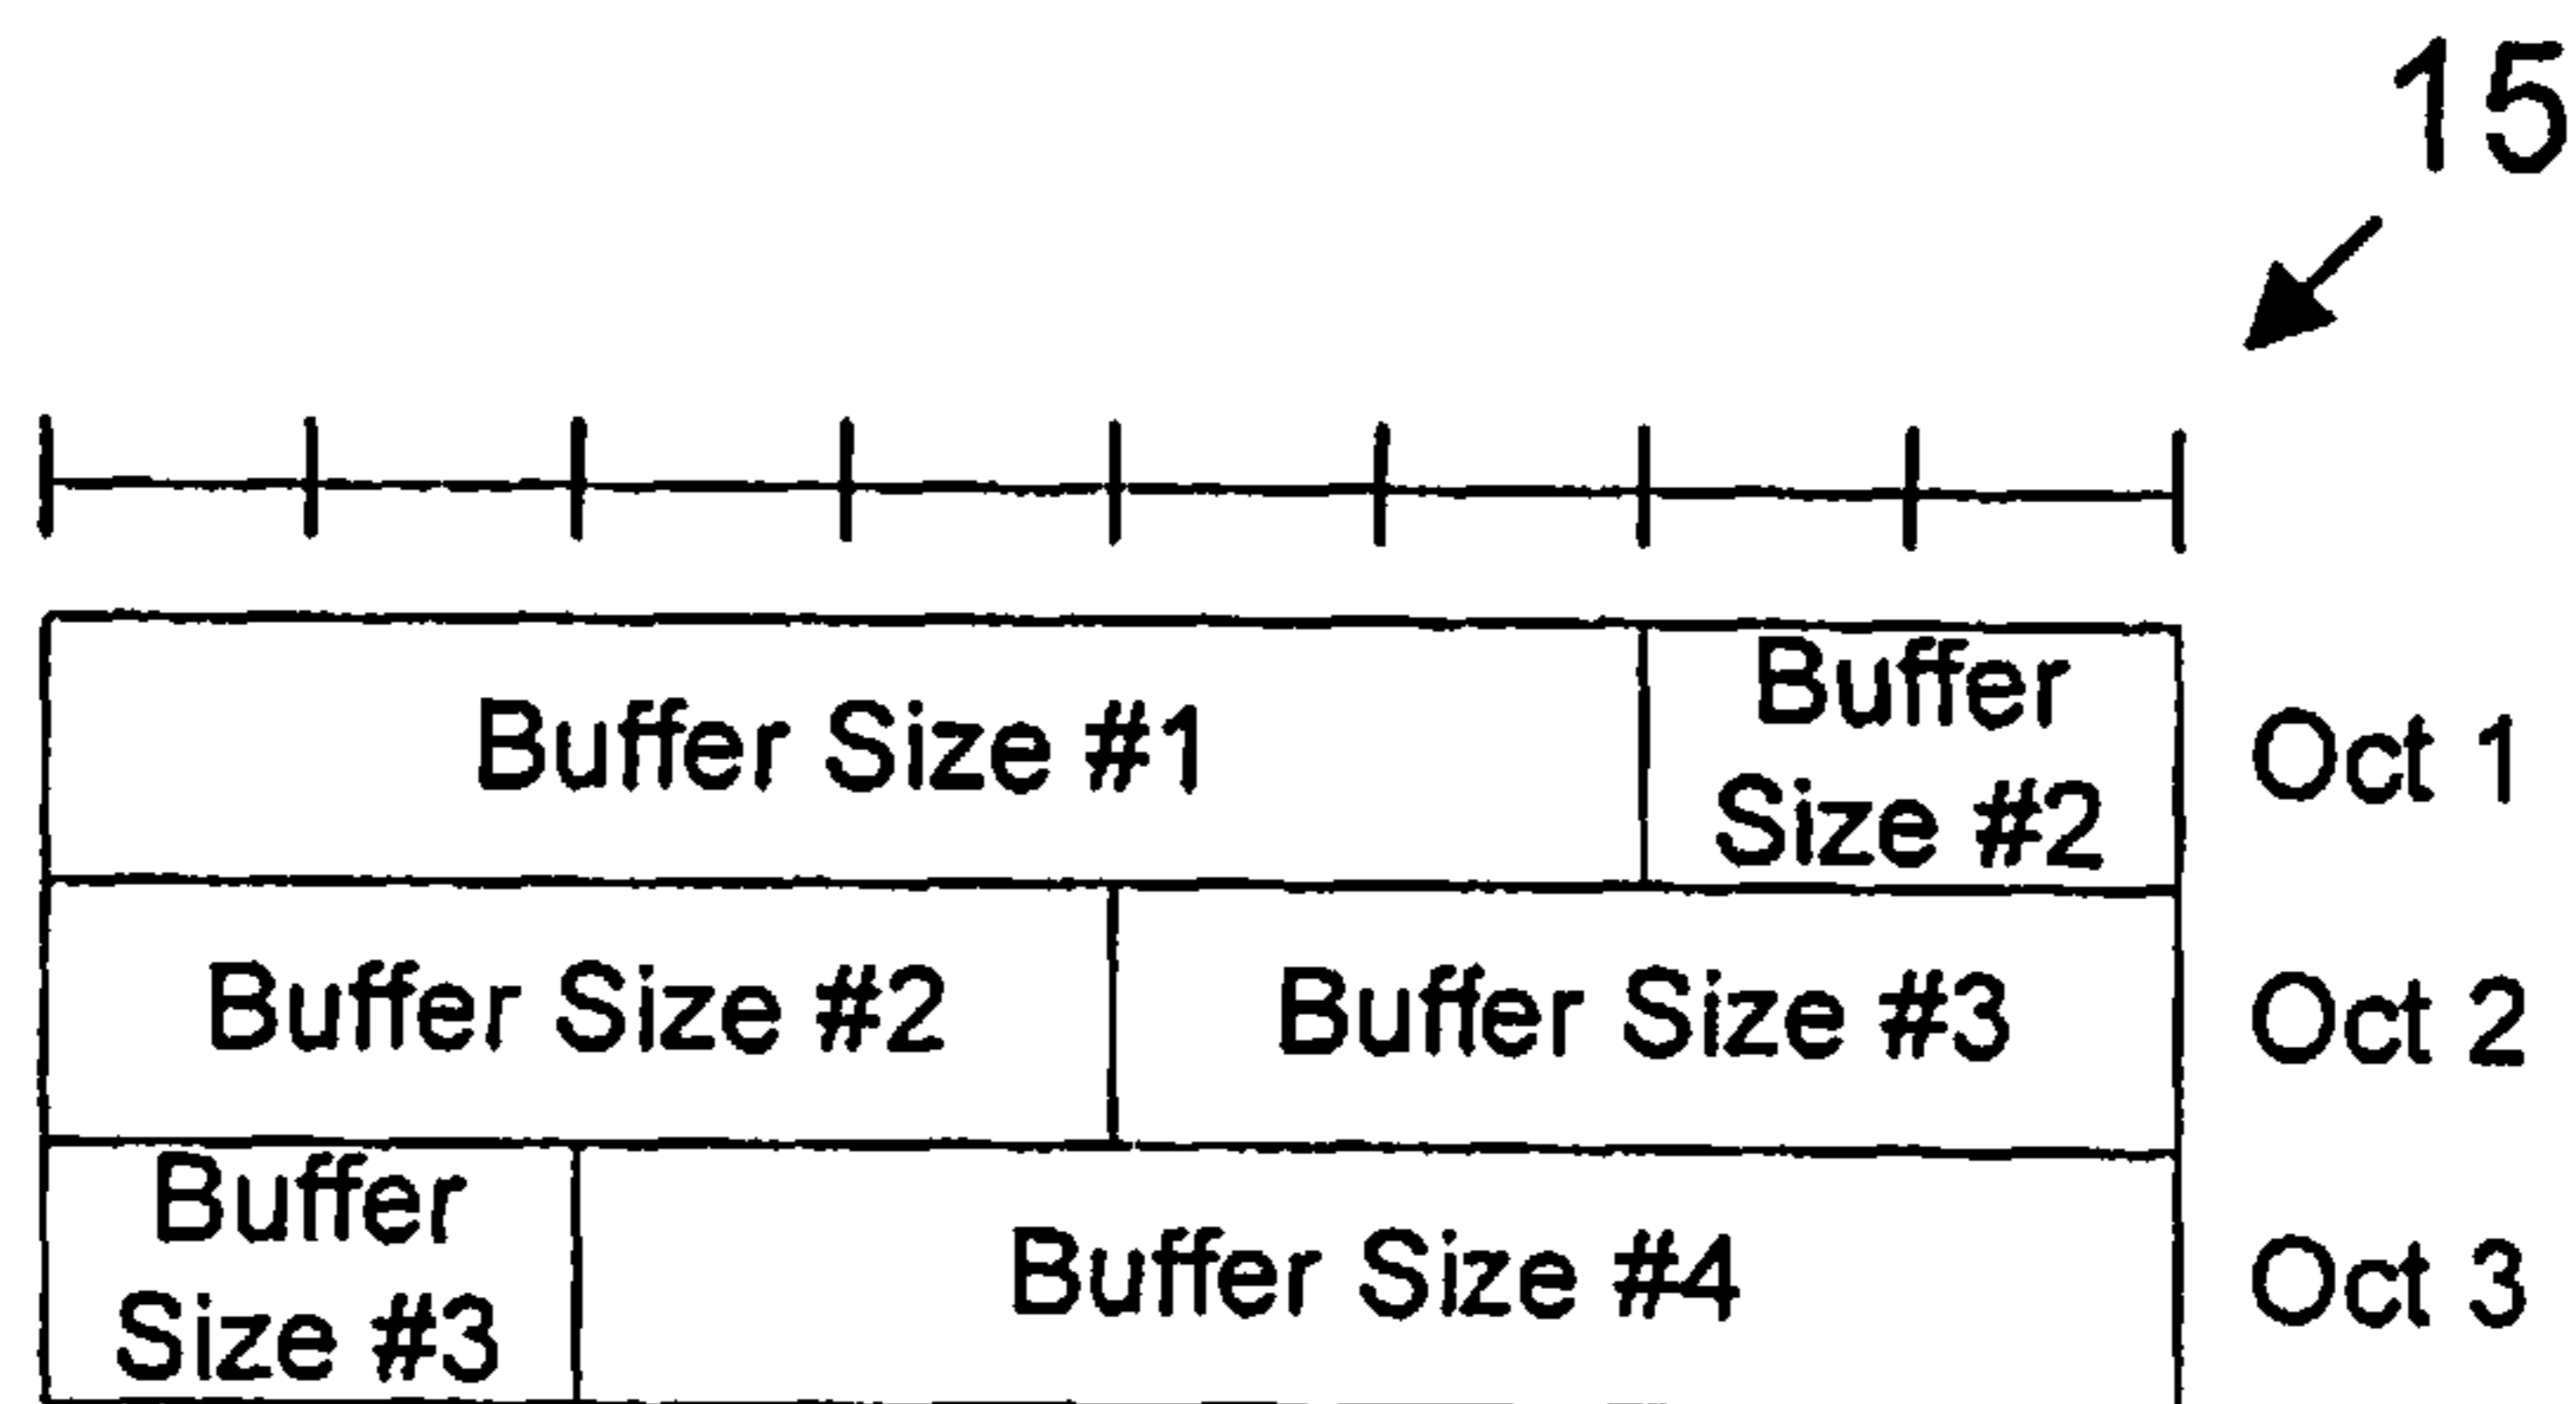 15
Buffer Size #1
Buffer
Size #2
Oct 1
Buffer Size #2
Buffer Size #3
Oct 2
Buffer
Size #3
Buffer Size #4
Oct 3